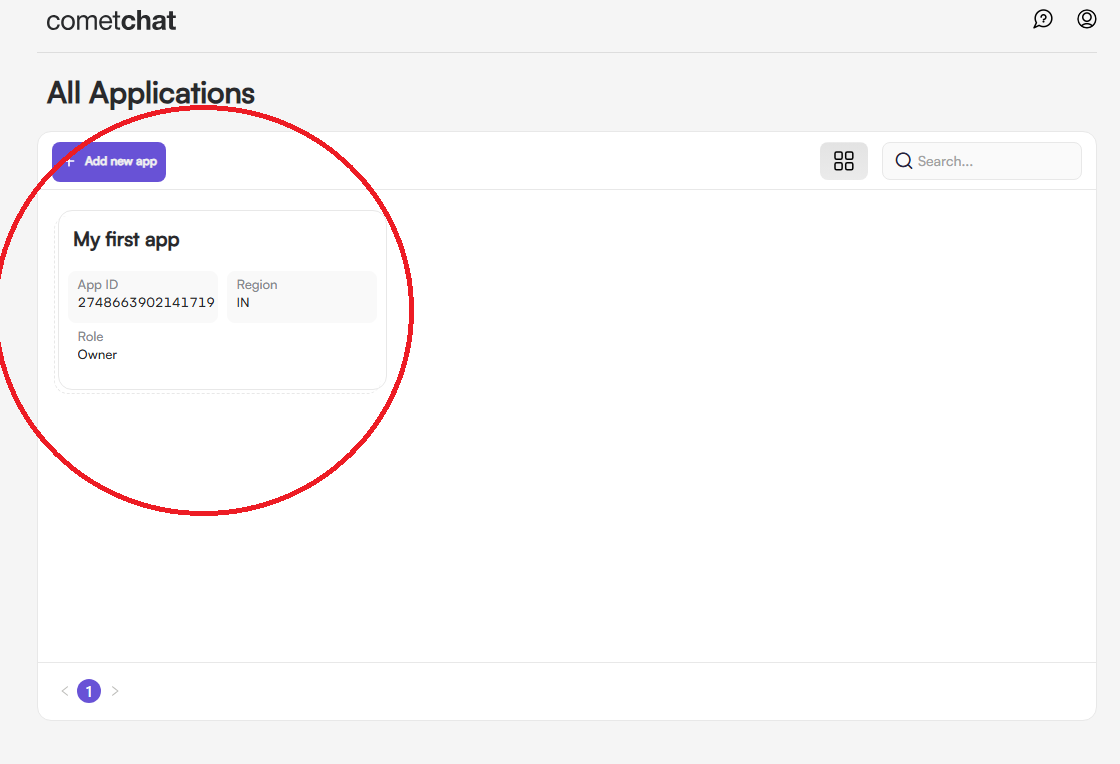 cometchat
All Applications
+ Add new app
Search...
My first app
App ID
2748663902141719
Region
IN
Role
Owner
< 1 >